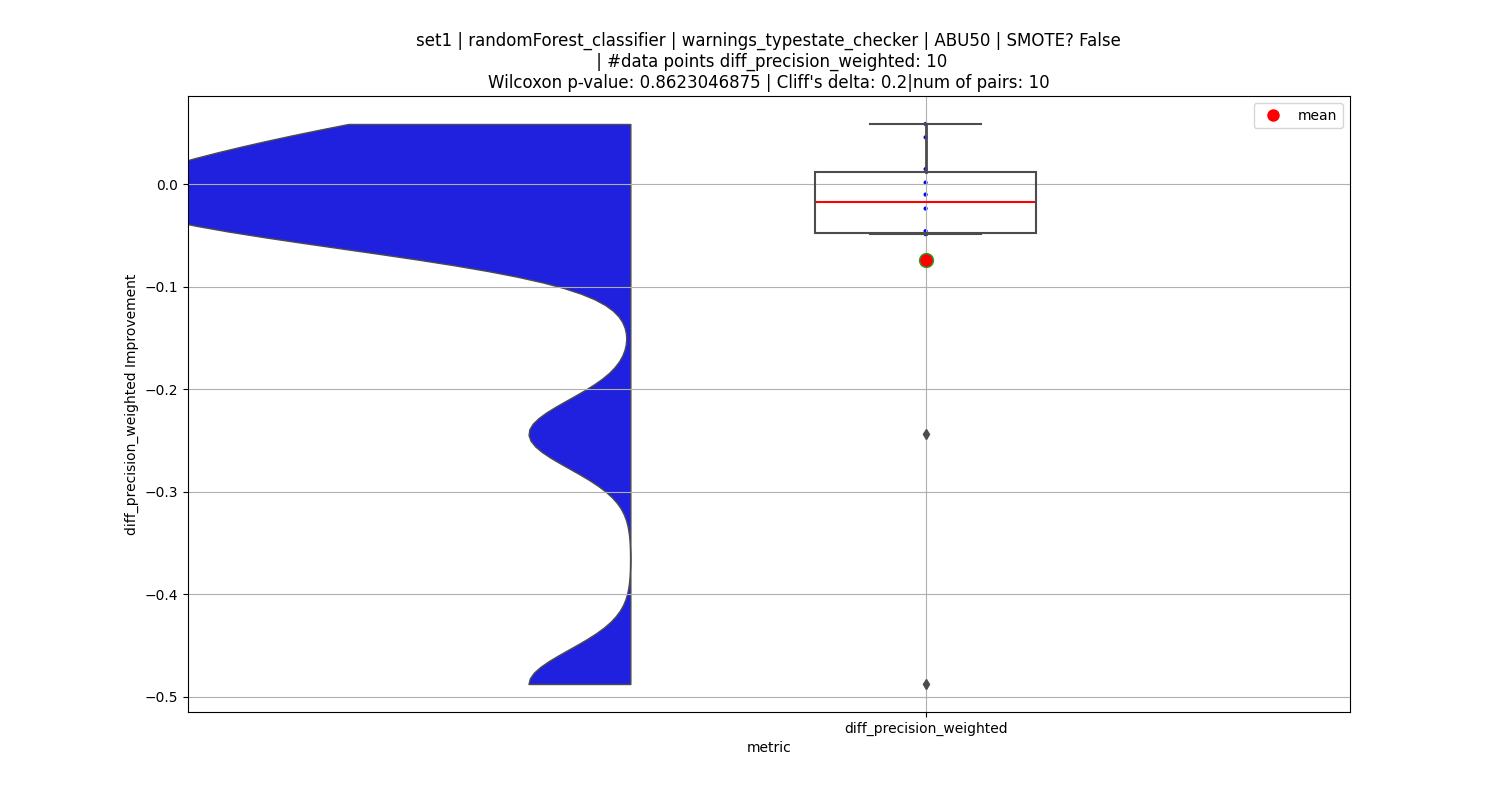 set1 | randomForest_classifier | warnings_typestate_checker | ABU50 | SMOTE? False
| #data points diff_precision_weighted: 10
Wilcoxon p-value: 0.8623046875 | Cliff's delta: 0.2|num of pairs: 10
mean
0.0
−0.1
−0.2
−0.3
−0.4
−0.5
diff_precision_weighted Improvement
diff_precision_weighted
metric